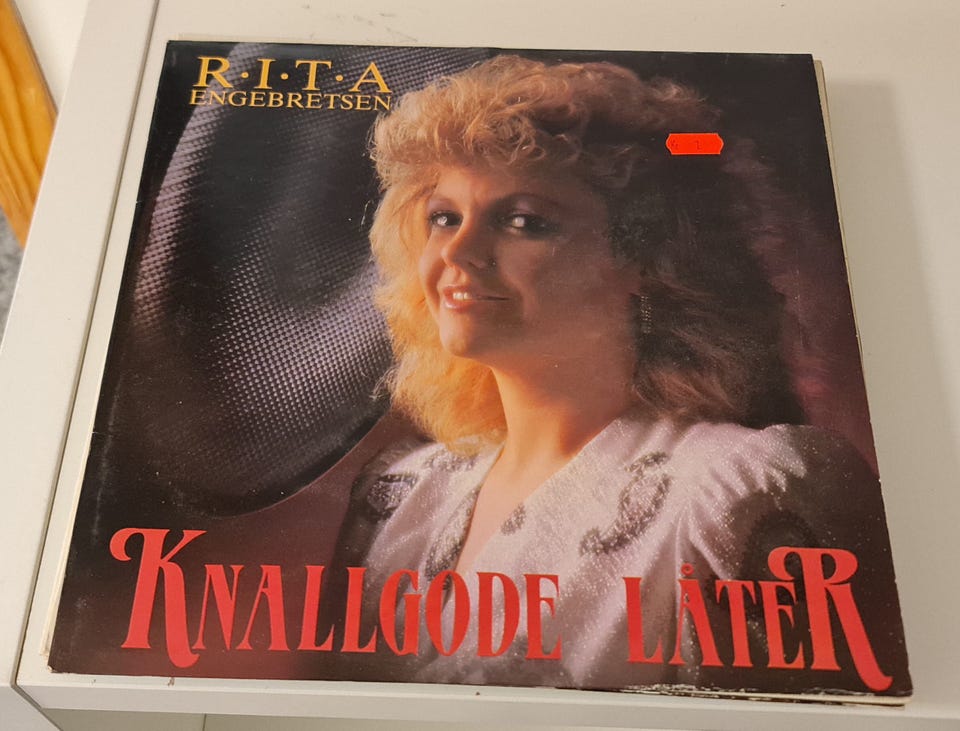 R·I·T·A
ENGEBRETSEN
KNALLGODE LÅTER